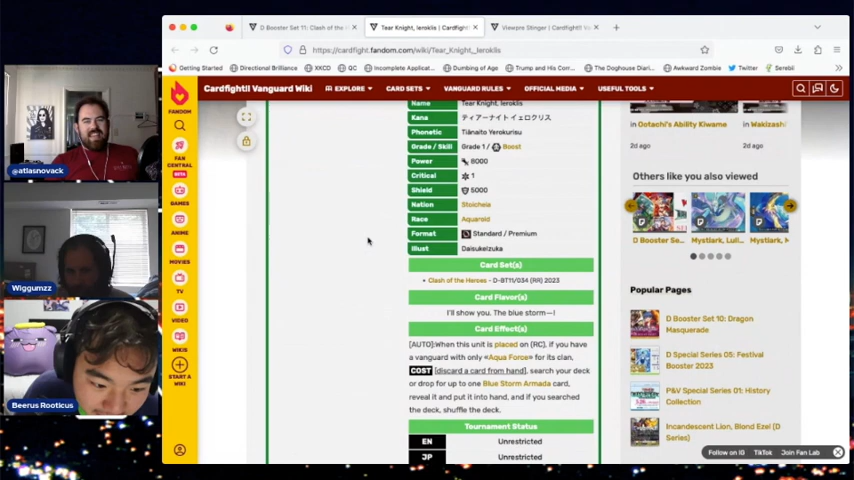 D Booster Set 11: Clash of the
Tear Knight, Ieroklis | Cardfight
Viewpre Stinger | Cardfight!! V
https://cardfight.fandom.com/wiki/Tear_Knight,_Ieroklis
Getting Started
Directional Brilliance
XKCD
QC
Incomplete Applicat...
Dumbing of Age
Trump and His Cor...
The Doghouse Diari...
Awkward Zombie
Twitter
Serebii
Cardfight!! Vanguard Wiki
EXPLORE
CARD SETS
VANGUARD RULES
OFFICIAL MEDIA
USEFUL TOOLS
FANDOM
FAN CENTRAL
BETA
GAMES
ANIME
MOVIES
TV
VIDEO
WIKIS
START A WIKI
@atlasnovack
Wiggumzz
Beerus Rooticus
Name Tear Knight, Ieroklis
Kana ティアーナイト イェロクリス
Phonetic Tiānaito Yerokurisu
Grade / Skill Grade 1 / Boost
Power 8000
Critical 1
Shield 5000
Nation Stoicheia
Race Aquaroid
Format Standard / Premium
Illust DaisukeIzuka
Card Set(s)
• Clash of the Heroes - D-BT11/034 (RR) 2023
Card Flavor(s)
I'll show you. The blue storm—!
Card Effect(s)
[AUTO]:When this unit is placed on (RC), if you have
a vanguard with only «Aqua Force» for its clan,
COST [discard a card from hand], search your deck
or drop for up to one Blue Storm Armada card,
reveal it and put it into hand, and if you searched
the deck, shuffle the deck.
Tournament Status
EN Unrestricted
JP Unrestricted
in Ootachi's Ability Kiwame
2d ago
in Wakizash
2d ago
Others like you also viewed
D Booster Se...
Mystiark, Lull...
Mystiark, H
Popular Pages
D Booster Set 10: Dragon
Masquerade
D Special Series 05: Festival
Booster 2023
P&V Special Series 01: History
Collection
Incandescent Lion, Blond Ezel (D
Series)
Follow on IG
TikTok
Join Fan Lab